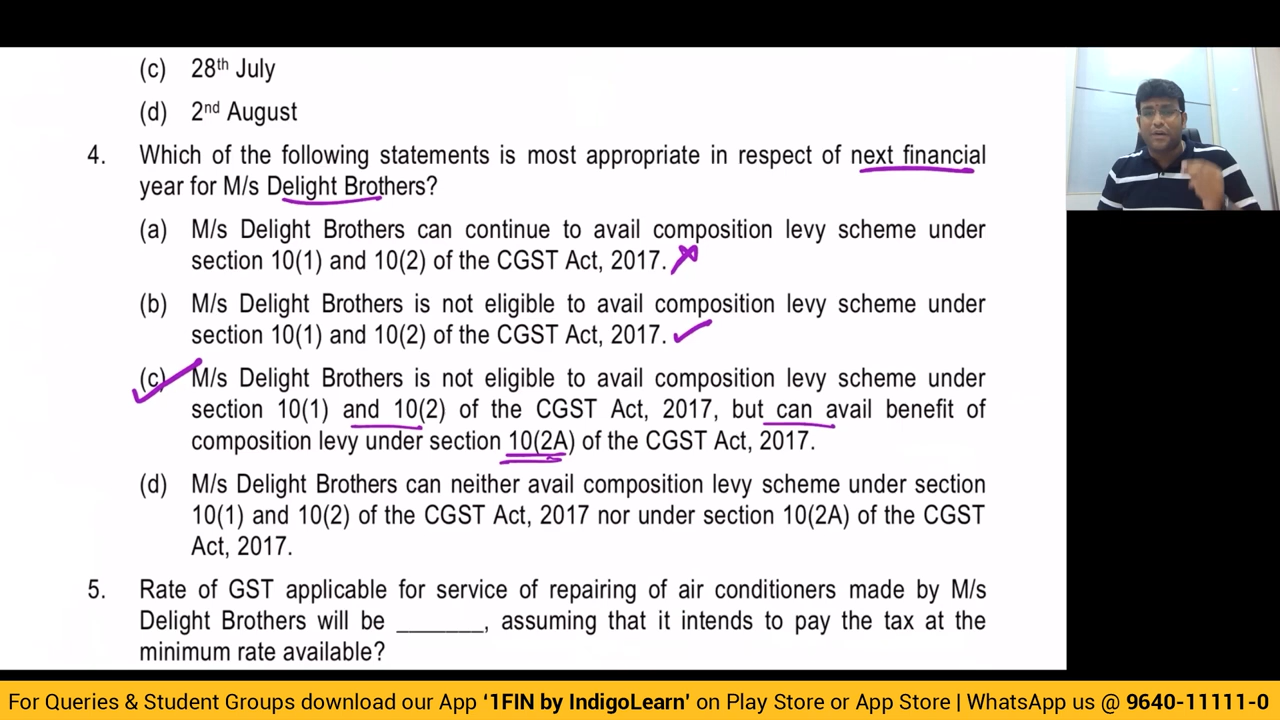 (c) 28th July
(d) 2nd August
4. Which of the following statements is most appropriate in respect of next financial
year for M/s Delight Brothers?
(a) M/s Delight Brothers can continue to avail composition levy scheme under
section 10(1) and 10(2) of the CGST Act, 2017.
(b) M/s Delight Brothers is not eligible to avail composition levy scheme under
section 10(1) and 10(2) of the CGST Act, 2017.
(c) M/s Delight Brothers is not eligible to avail composition levy scheme under
section 10(1) and 10(2) of the CGST Act, 2017, but can avail benefit of
composition levy under section 10(2A) of the CGST Act, 2017.
(d) M/s Delight Brothers can neither avail composition levy scheme under section
10(1) and 10(2) of the CGST Act, 2017 nor under section 10(2A) of the CGST
Act, 2017.
5. Rate of GST applicable for service of repairing of air conditioners made by M/s
Delight Brothers will be _______, assuming that it intends to pay the tax at the
minimum rate available?
For Queries & Student Groups download our App ‘1FIN by IndigoLearn’ on Play Store or App Store | WhatsApp us @ 9640-11111-0